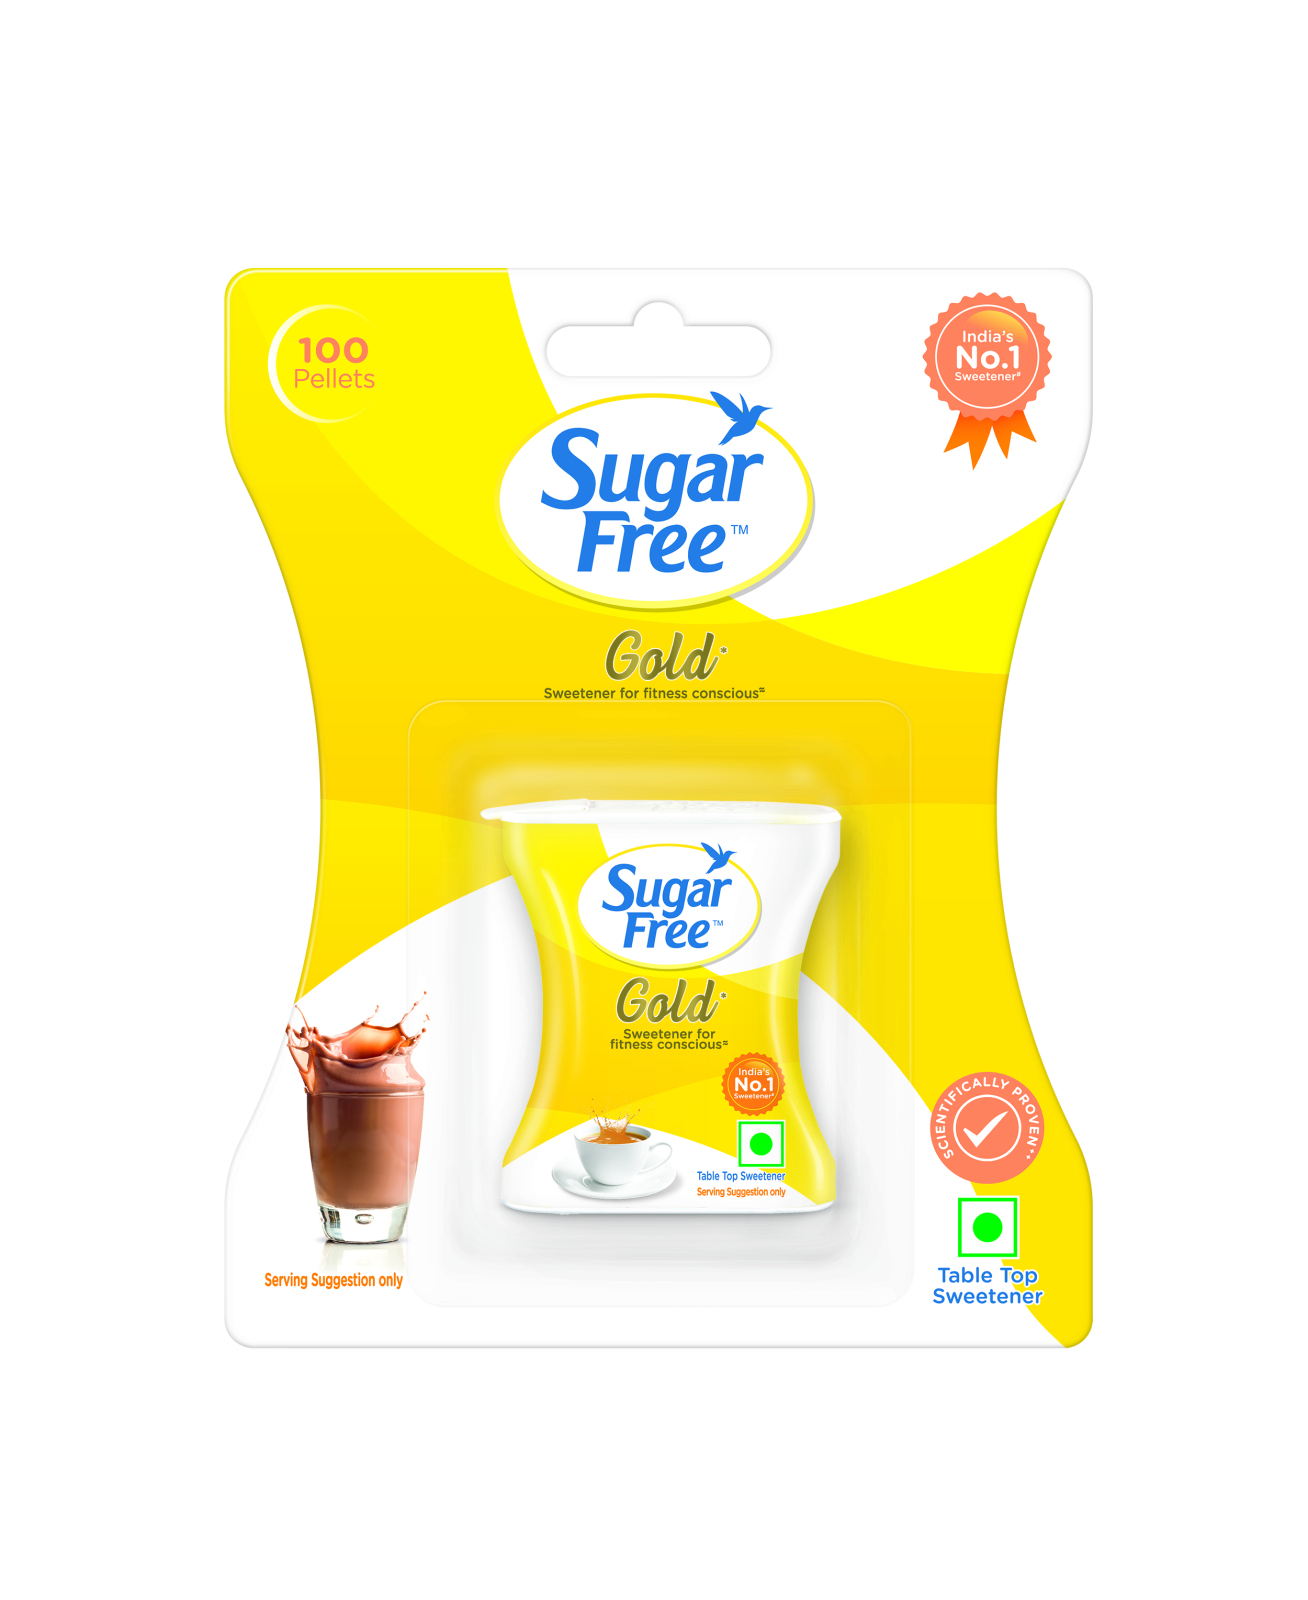 100
Pellets
India's
No.1
Sweetener#
Sugar
Free™
Gold*
Sweetener for fitness conscious≈
Sugar
Free™
Gold*
Sweetener for
fitness conscious≈
India's
No.1
Sweetener#
Table Top Sweetener
Serving Suggestion only
Serving Suggestion only
SCIENTIFICALLY PROVEN++
Table Top
Sweetener